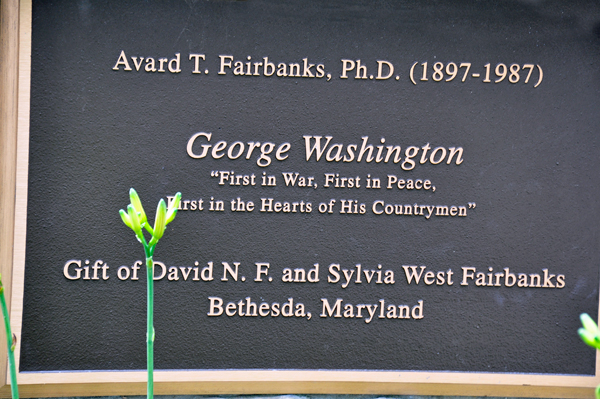 Avard T. Fairbanks, Ph.D. (1897-1987)
George Washington
“First in War, First in Peace,
First in the Hearts of His Countrymen”
Gift of David N. F. and Sylvia West Fairbanks
Bethesda, Maryland